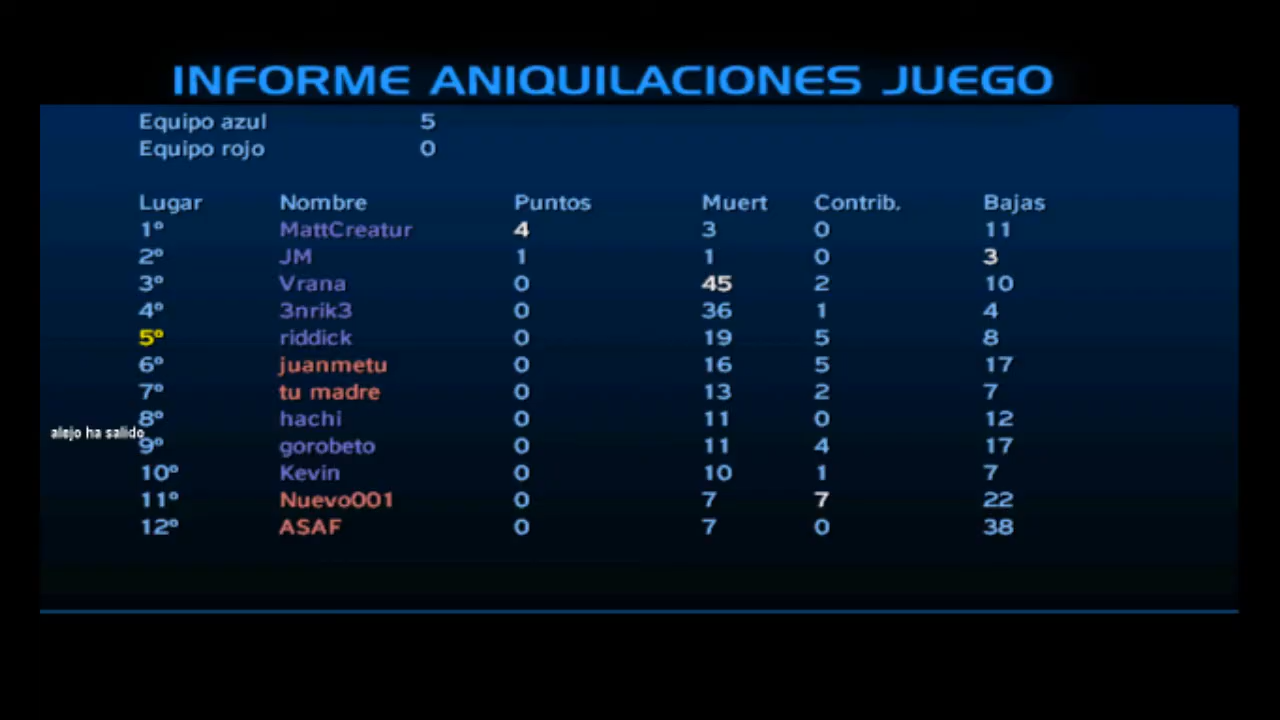 INFORME ANIQUILACIONES JUEGO
Equipo azul 5
Equipo rojo 0
Lugar Nombre Puntos Muert Contrib. Bajas
1º MattCreatur 4 3 0 11
2º JM 1 1 0 3
3º Vrana 0 45 2 10
4º 3nrik3 0 36 1 4
5º riddick 0 19 5 8
6º juanmetu 0 16 5 17
7º tu madre 0 13 2 7
8º hachi 0 11 0 12
alejo ha salido
9º gorobeto 0 11 4 17
10º Kevin 0 10 1 7
11º Nuevo001 0 7 7 22
12º ASAF 0 7 0 38